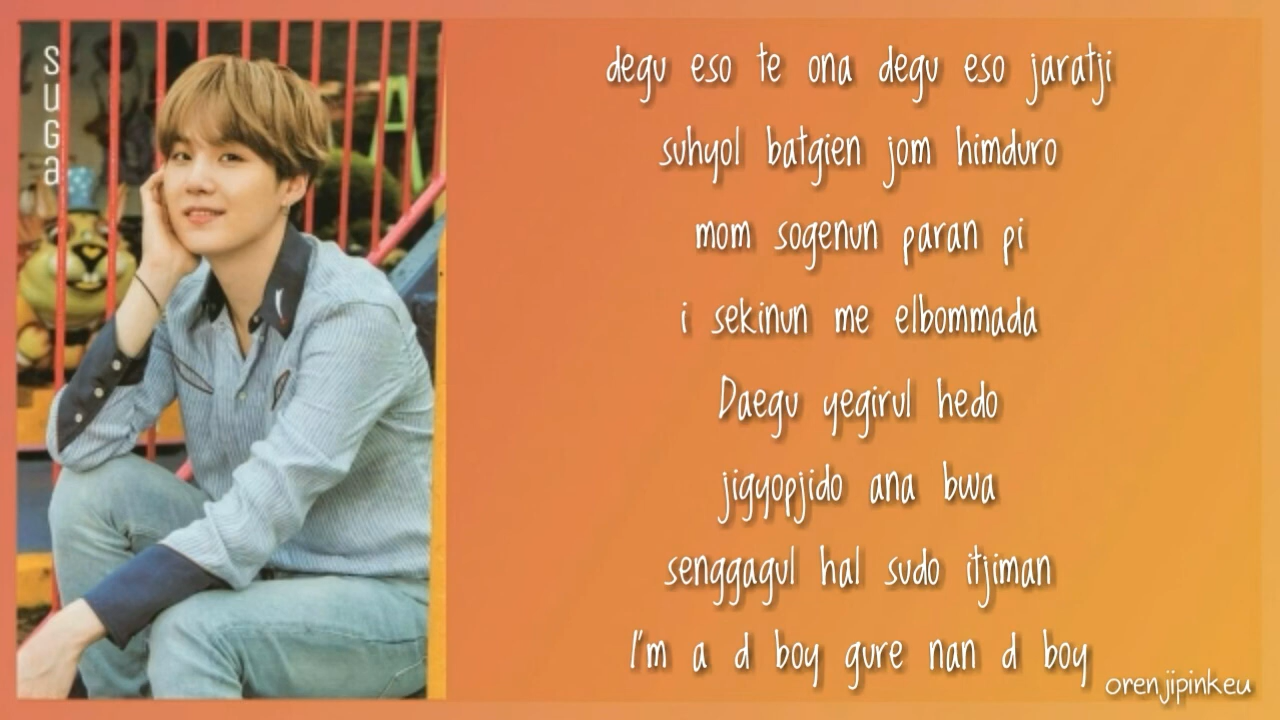 SUGa
degu eso te ona degu eso jaratji
suhyol batgien jom himduro
mom sogenun paran pi
i sekinun me elbommada
Daegu yegirul hedo
jigyopjido ana bwa
senggagul hal sudo itjiman
I'm a d boy gure nan d boy
orenjipinkeu